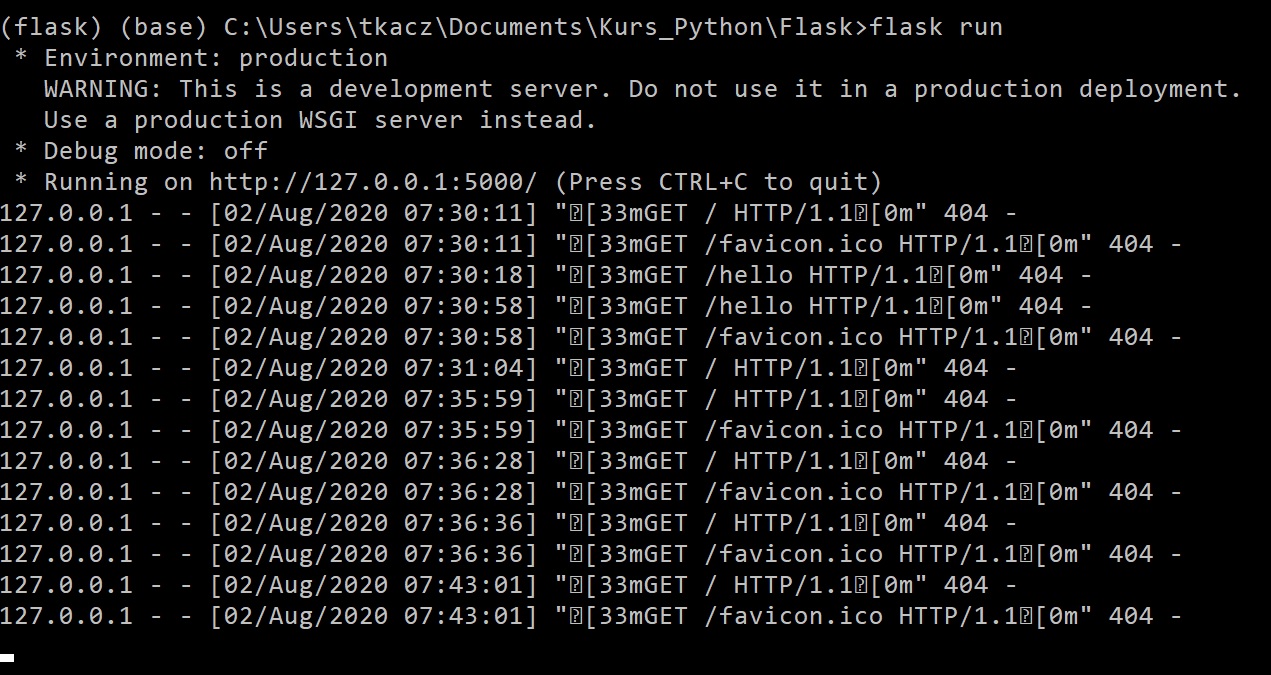 (flask) (base) C:\Users\tkacz\Documents\Kurs_Python\Flask>flask run
 * Environment: production
   WARNING: This is a development server. Do not use it in a production deployment.
   Use a production WSGI server instead.
 * Debug mode: off
 * Running on http://127.0.0.1:5000/ (Press CTRL+C to quit)
127.0.0.1 - - [02/Aug/2020 07:30:11] "�[33mGET / HTTP/1.1�[0m" 404 -
127.0.0.1 - - [02/Aug/2020 07:30:11] "�[33mGET /favicon.ico HTTP/1.1�[0m" 404 -
127.0.0.1 - - [02/Aug/2020 07:30:18] "�[33mGET /hello HTTP/1.1�[0m" 404 -
127.0.0.1 - - [02/Aug/2020 07:30:58] "�[33mGET /hello HTTP/1.1�[0m" 404 -
127.0.0.1 - - [02/Aug/2020 07:30:58] "�[33mGET /favicon.ico HTTP/1.1�[0m" 404 -
127.0.0.1 - - [02/Aug/2020 07:31:04] "�[33mGET / HTTP/1.1�[0m" 404 -
127.0.0.1 - - [02/Aug/2020 07:35:59] "�[33mGET / HTTP/1.1�[0m" 404 -
127.0.0.1 - - [02/Aug/2020 07:35:59] "�[33mGET /favicon.ico HTTP/1.1�[0m" 404 -
127.0.0.1 - - [02/Aug/2020 07:36:28] "�[33mGET / HTTP/1.1�[0m" 404 -
127.0.0.1 - - [02/Aug/2020 07:36:28] "�[33mGET /favicon.ico HTTP/1.1�[0m" 404 -
127.0.0.1 - - [02/Aug/2020 07:36:36] "�[33mGET / HTTP/1.1�[0m" 404 -
127.0.0.1 - - [02/Aug/2020 07:36:36] "�[33mGET /favicon.ico HTTP/1.1�[0m" 404 -
127.0.0.1 - - [02/Aug/2020 07:43:01] "�[33mGET / HTTP/1.1�[0m" 404 -
127.0.0.1 - - [02/Aug/2020 07:43:01] "�[33mGET /favicon.ico HTTP/1.1�[0m" 404 -